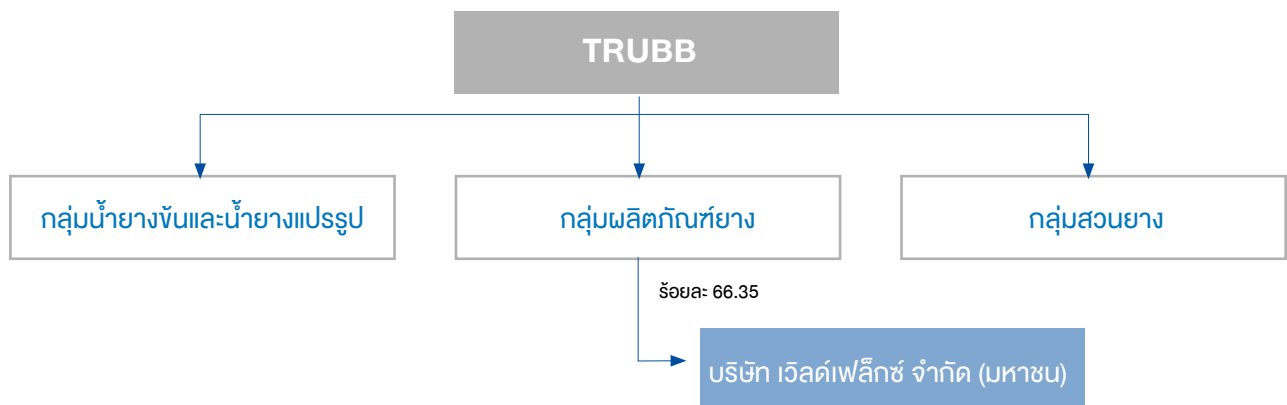 TRUBB
กลุ่มน้ำยางข้นและน้ำยางแปรรูป
กลุ่มผลิตภัณฑ์ยาง
กลุ่มสวนยาง
ร้อยละ 66.35
บริษัท เวิลด์เฟล็กซ์ จำกัด (มหาชน)